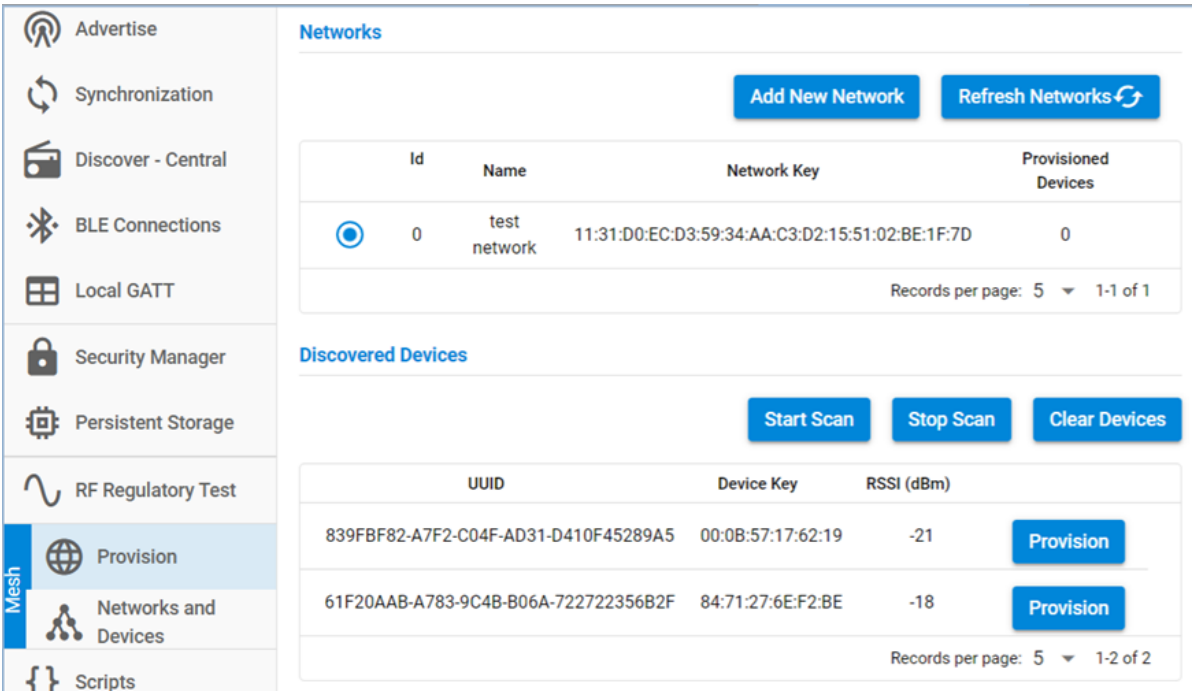 Advertise
Synchronization
Discover - Central
BLE Connections
Local GATT
Security Manager
Persistent Storage
RF Regulatory Test
Mesh
Provision
Networks and
Devices
Scripts
Networks
Add New Network
Refresh Networks
Id Name Network Key Provisioned
Devices
0 test
network 11:31:D0:EC:D3:59:34:AA:C3:D2:15:51:02:BE:1F:7D 0
Records per page: 5 1-1 of 1
Discovered Devices
Start Scan Stop Scan Clear Devices
UUID Device Key RSSI (dBm)
839FBF82-A7F2-C04F-AD31-D410F45289A5 00:0B:57:17:62:19 -21 Provision
61F20AAB-A783-9C4B-B06A-722722356B2F 84:71:27:6E:F2:BE -18 Provision
Records per page: 5 1-2 of 2